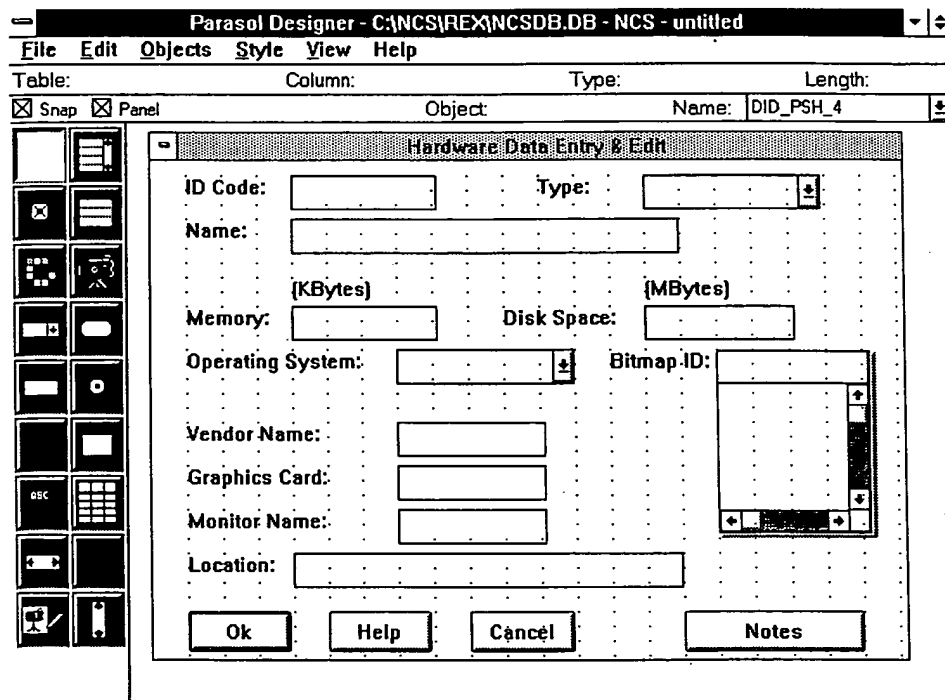 Parasol Designer - C:\NCS\REX\NCSDB.DB - NCS - untitled
File Edit Objects Style View Help
Table: Column: Type: Length:
Snap Panel Object: Name: DID_PSH_4
Hardware Data Entry & Edit
ID Code: Type:
Name:
(KBytes) (MBytes)
Memory: Disk Space:
Operating System: Bitmap ID:
Vendor Name:
Graphics Card:
Monitor Name:
ASC
Location:
Ok Help Cancel Notes